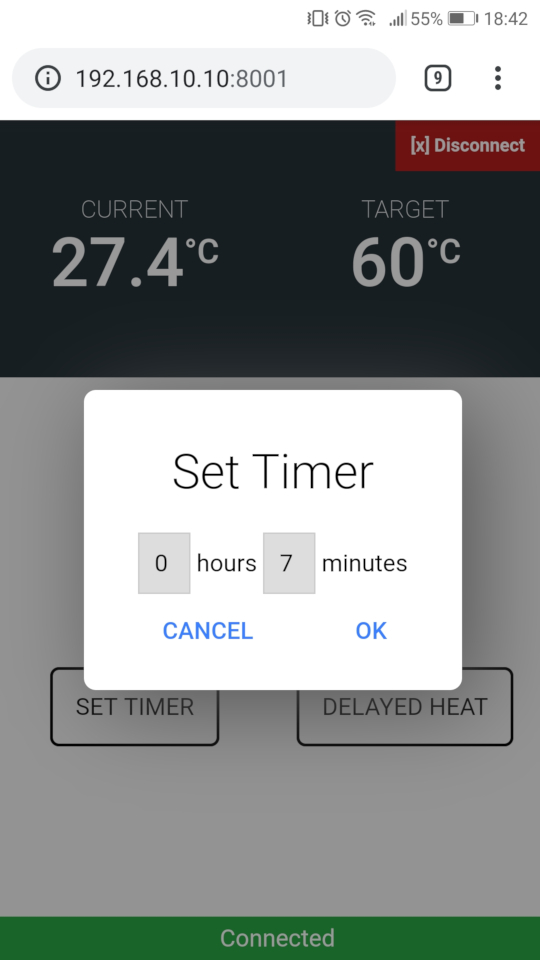 55% 18:42
192.168.10.10:8001 9
[x] Disconnect
CURRENT TARGET
27.4°C 60°C
Set Timer
0 hours 7 minutes
CANCEL OK
SET TIMER DELAYED HEAT
Connected